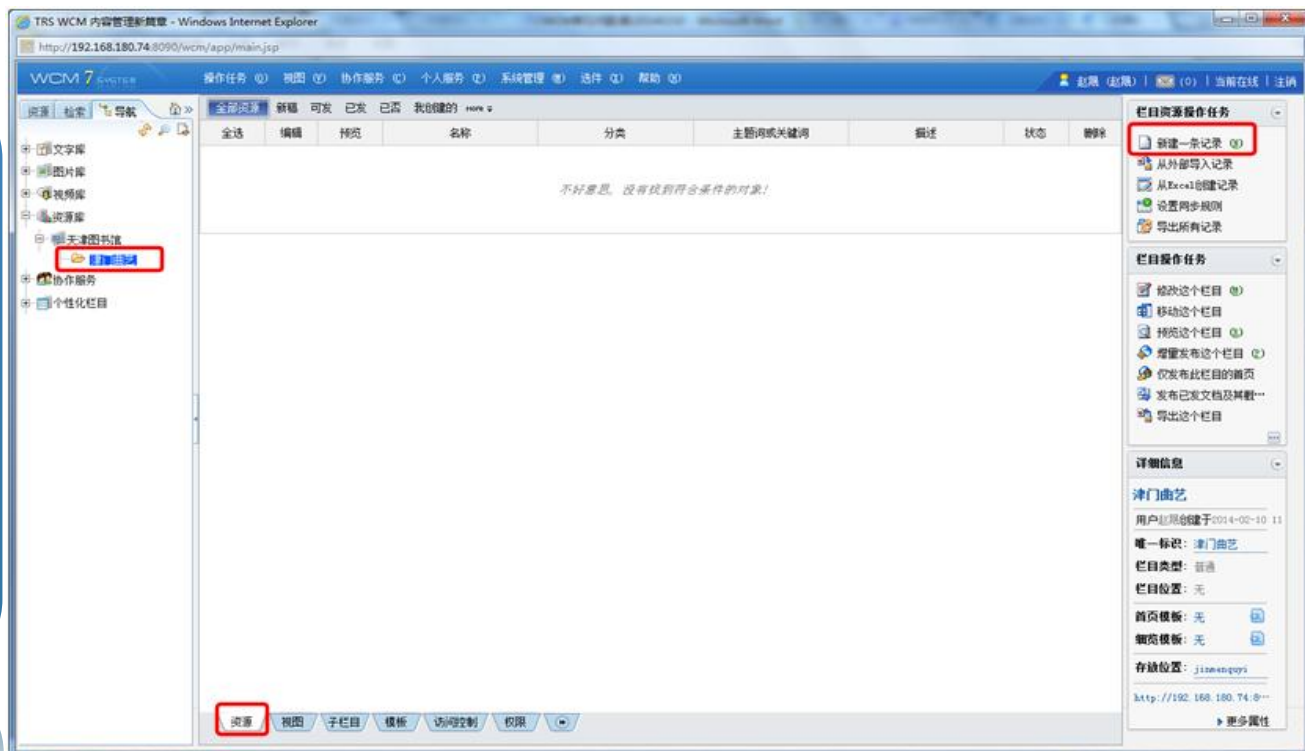 TRS WCM 内容管理新篇章 - Windows Internet Explorer
http://192.168.180.74:8090/wcm/app/main.jsp
WCM 7 SYSTEM 操作任务 视图 (V) 协作服务 (C) 个人服务 系统管理 选件 帮助 赵晟 (赵晟) | (0) | 当前在线 | 注销
资源 检索 导航
文字库
图片库
视频库
资源库
天津图书馆
协作服务
个性化栏目
全部资源 新稿 可发 已发 已否 我创建的 more
全选 编辑 预览 名称 分类 主题词或关键词 描述 状态 删除
不好意思, 没有找到符合条件的对象!
资源 视图 子栏目 模板 访问控制 权限
栏目资源操作任务
新建一条记录 (N)
从外部导入记录
从Excel创建记录
设置同步规则
导出所有记录
栏目操作任务
修改这个栏目
移动这个栏目
预览这个栏目
增量发布这个栏目 (P)
仅发布此栏目的首页
发布已发文档及其概…
导出这个栏目
详细信息
津门曲艺
用户赵晟创建于2014-02-10 11
唯一标识: 津门曲艺
栏目类型: 普通
栏目位置: 无
首页模板: 无
细览模板: 无
存放位置: jinmenquyi
http://192.168.180.74:8…
更多属性